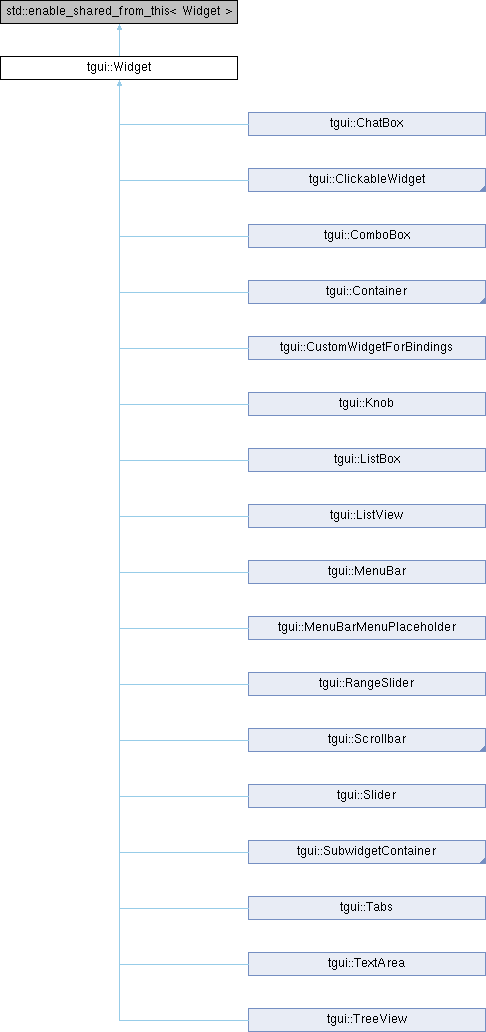 std::enable_shared_from_this< Widget >
tgui::Widget
tgui::ChatBox
tgui::ClickableWidget
tgui::ComboBox
tgui::Container
tgui::CustomWidgetForBindings
tgui::Knob
tgui::ListBox
tgui::ListView
tgui::MenuBar
tgui::MenuBarMenuPlaceholder
tgui::RangeSlider
tgui::Scrollbar
tgui::Slider
tgui::SubwidgetContainer
tgui::Tabs
tgui::TextArea
tgui::TreeView